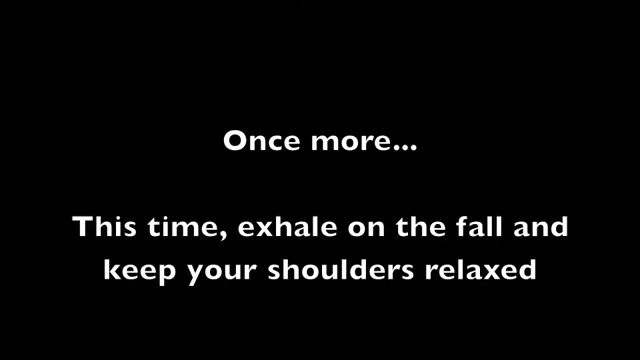 Once more...
This time, exhale on the fall and
keep your shoulders relaxed